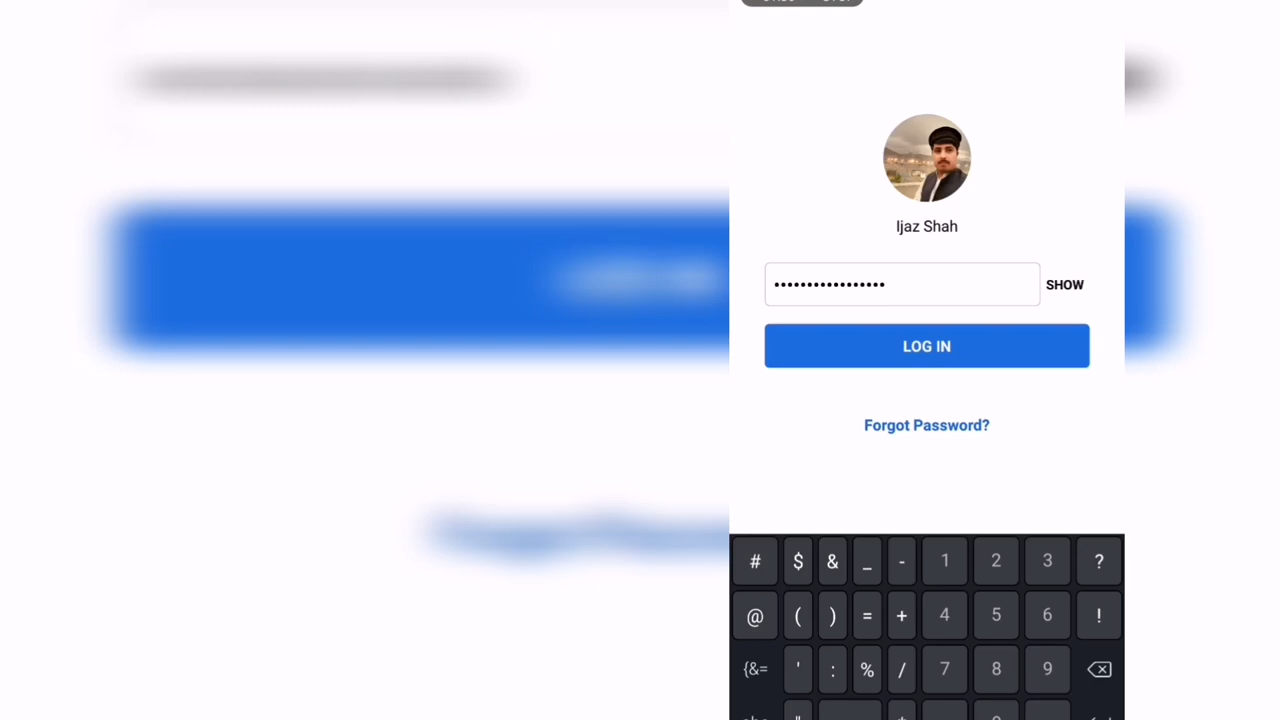 Ijaz Shah
•••••••••••••••••
SHOW
LOG IN
Forgot Password?
# $ & _ - 1 2 3 ?
@ ( ) = + 4 5 6 !
{&= ' : % / 7 8 9